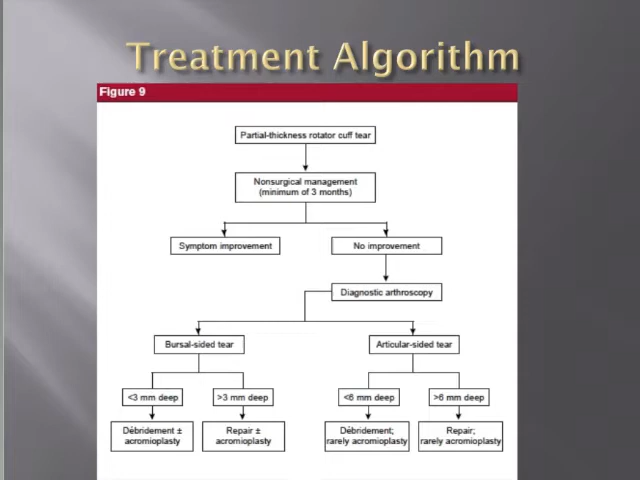 Treatment Algorithm
Figure 9
Partial-thickness rotator cuff tear
Nonsurgical management
(minimum of 3 months)
Symptom improvement
No improvement
Diagnostic arthroscopy
Bursal-sided tear
Articular-sided tear
<3 mm deep
>3 mm deep
<6 mm deep
>6 mm deep
Débridement ±
acromioplasty
Repair ±
acromioplasty
Débridement;
rarely acromioplasty
Repair;
rarely acromioplasty